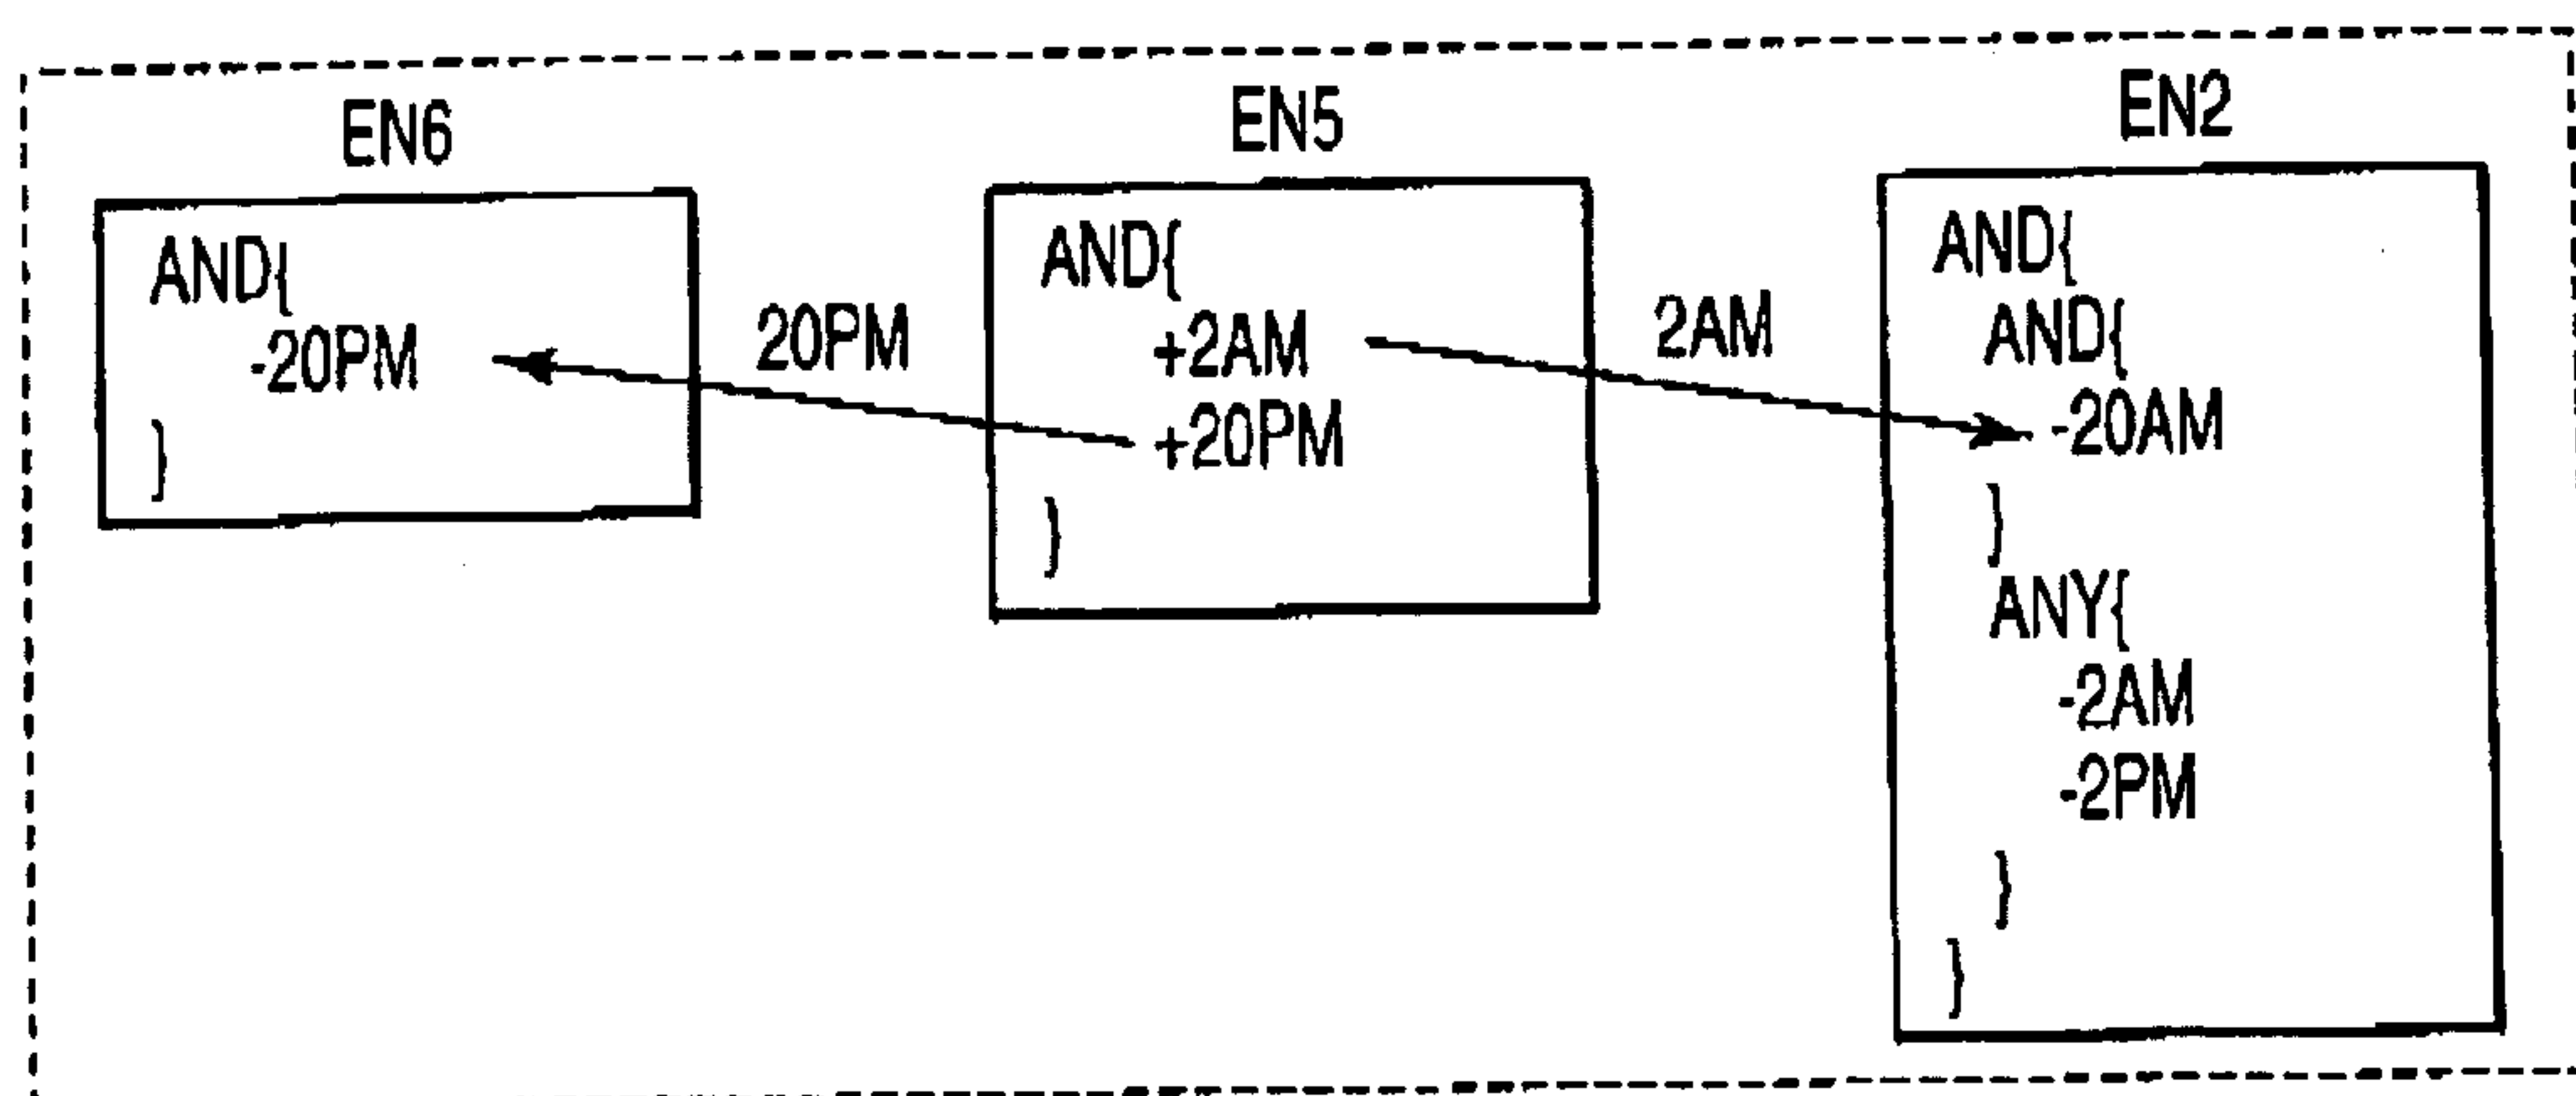 EN6
AND{
-20PM
}
20PM
EN5
AND{
+2AM
+20PM
}
2AM
EN2
AND{
AND{
-20AM
}
ANY{
-2AM
-2PM
}
}